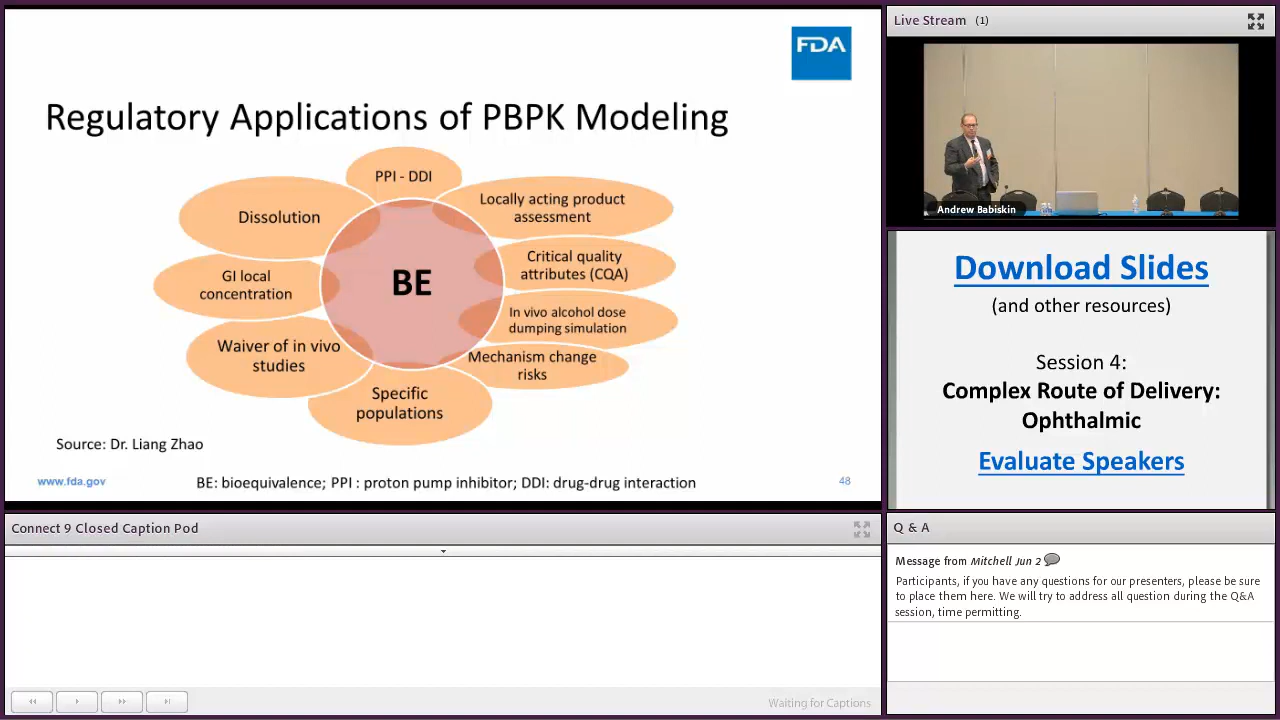 FDA
Regulatory Applications of PBPK Modeling
PPI - DDI
Dissolution
Locally acting product
assessment
GI local
concentration
BE
Critical quality
attributes (CQA)
In vivo alcohol dose
dumping simulation
Waiver of in vivo
studies
Mechanism change
risks
Specific
populations
Source: Dr. Liang Zhao
www.fda.gov
BE: bioequivalence; PPI : proton pump inhibitor; DDI: drug-drug interaction
48
Live Stream (1)
Andrew Babiskin
Download Slides
(and other resources)
Session 4:
Complex Route of Delivery:
Ophthalmic
Evaluate Speakers
Connect 9 Closed Caption Pod
Waiting for Captions
Q & A
Message from Mitchell Jun 2
Participants, if you have any questions for our presenters, please be sure
to place them here. We will try to address all question during the Q&A
session, time permitting.